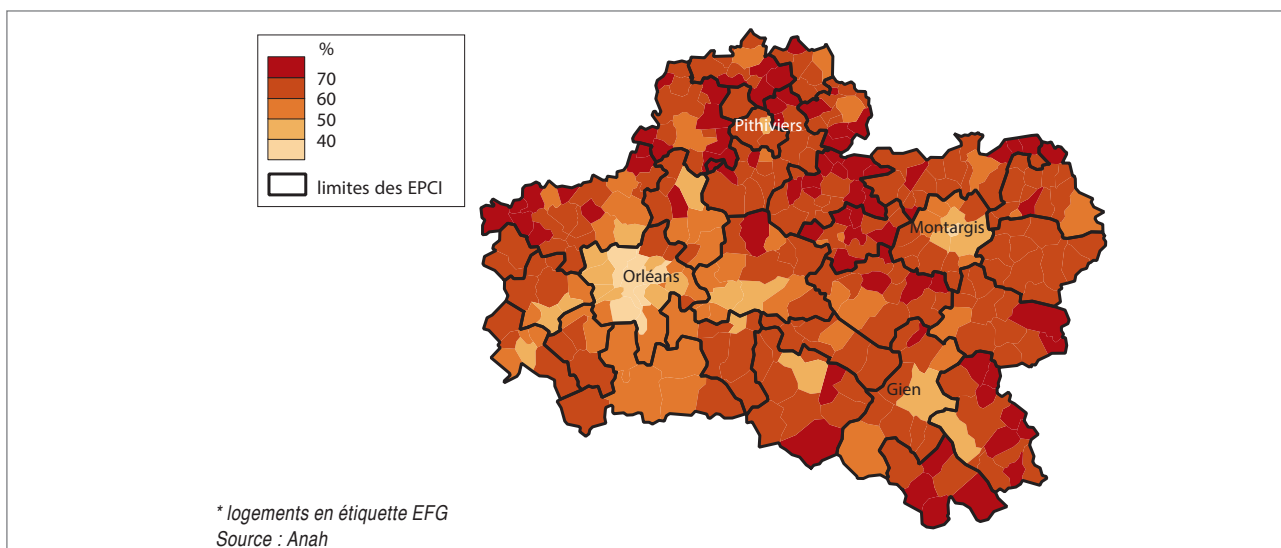 %
70
60
50
40
limites des EPCI
Pithiviers
Montargis
Orléans
Gien
* logements en étiquette EFG
Source : Anah